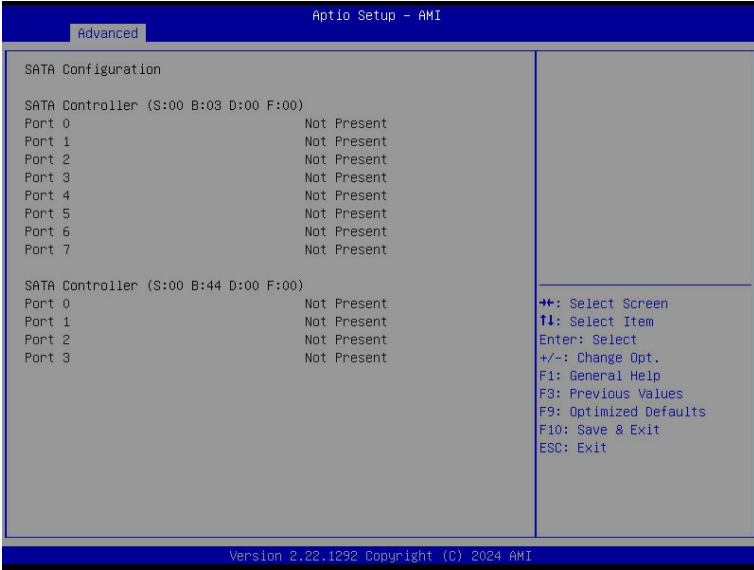 Aptio Setup – AMI
Advanced
SATA Configuration
SATA Controller (S:00 B:03 D:00 F:00)
Port 0 Not Present
Port 1 Not Present
Port 2 Not Present
Port 3 Not Present
Port 4 Not Present
Port 5 Not Present
Port 6 Not Present
Port 7 Not Present
SATA Controller (S:00 B:44 D:00 F:00)
Port 0 Not Present
Port 1 Not Present
Port 2 Not Present
Port 3 Not Present
→←: Select Screen
↑↓: Select Item
Enter: Select
+/-: Change Opt.
F1: General Help
F3: Previous Values
F9: Optimized Defaults
F10: Save & Exit
ESC: Exit
Version 2.22.1292 Copyright (C) 2024 AMI